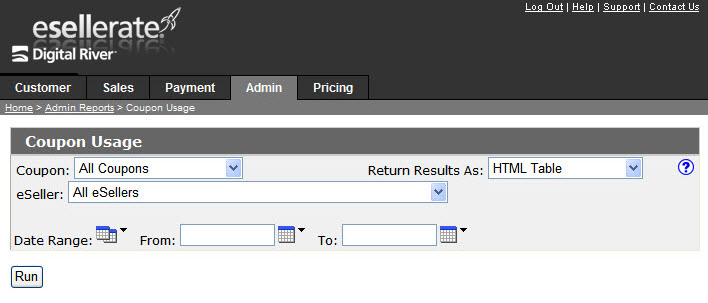 Log Out | Help | Support | Contact Us
esellerate.
Digital River
Customer Sales Payment Admin Pricing
Home > Admin Reports > Coupon Usage
Coupon Usage
Coupon: All Coupons Return Results As: HTML Table ?
eSeller: All eSellers
Date Range: From: To:
Run